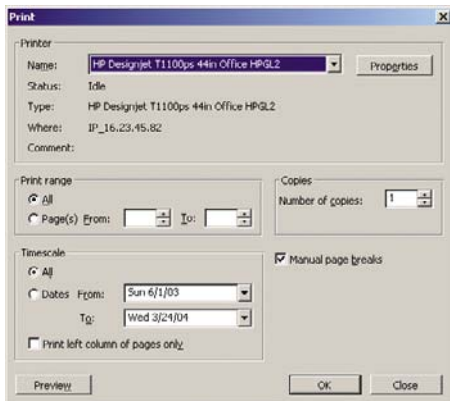 Print
Printer
Name: HP Designjet T1100ps 44in Office HPGL2 Properties
Status: Idle
Type: HP Designjet T1100ps 44in Office HPGL2
Where: IP_16.23.45.82
Comment:
Print range
All
Page(s) From: To:
Copies
Number of copies: 1
Timescale
All
Dates From: Sun 6/1/03
To: Wed 3/24/04
Print left column of pages only
Manual page breaks
Preview OK Close